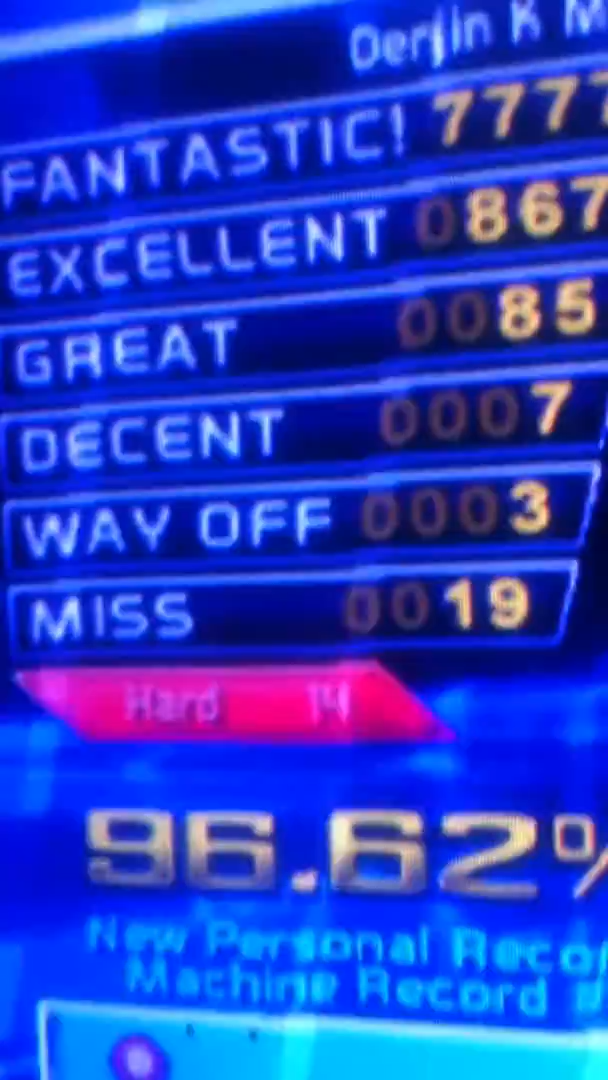 FANTASTIC! 7777
EXCELLENT 0867
GREAT 0085
DECENT 0007
WAY OFF 0003
MISS 0019
Hard 14
96.62%
New Personal Recor
Machine Record